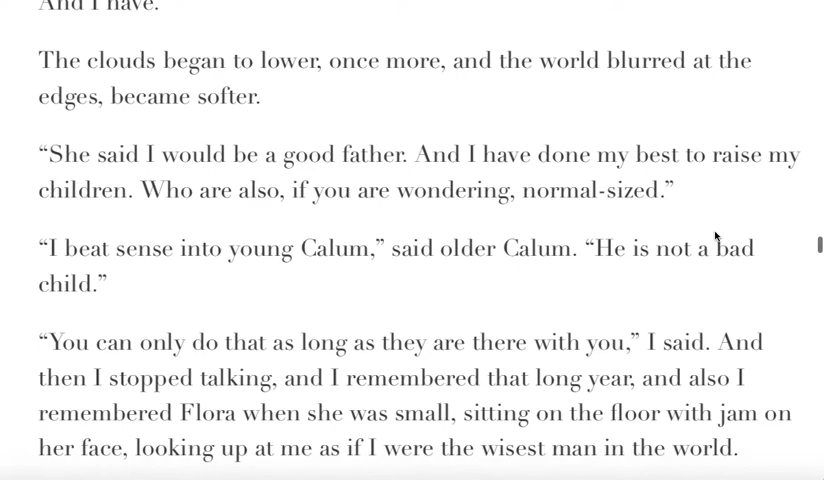 And I have.
The clouds began to lower, once more, and the world blurred at the
edges, became softer.
“She said I would be a good father. And I have done my best to raise my
children. Who are also, if you are wondering, normal-sized.”
“I beat sense into young Calum,” said older Calum. “He is not a bad
child.”
“You can only do that as long as they are there with you,” I said. And
then I stopped talking, and I remembered that long year, and also I
remembered Flora when she was small, sitting on the floor with jam on
her face, looking up at me as if I were the wisest man in the world.